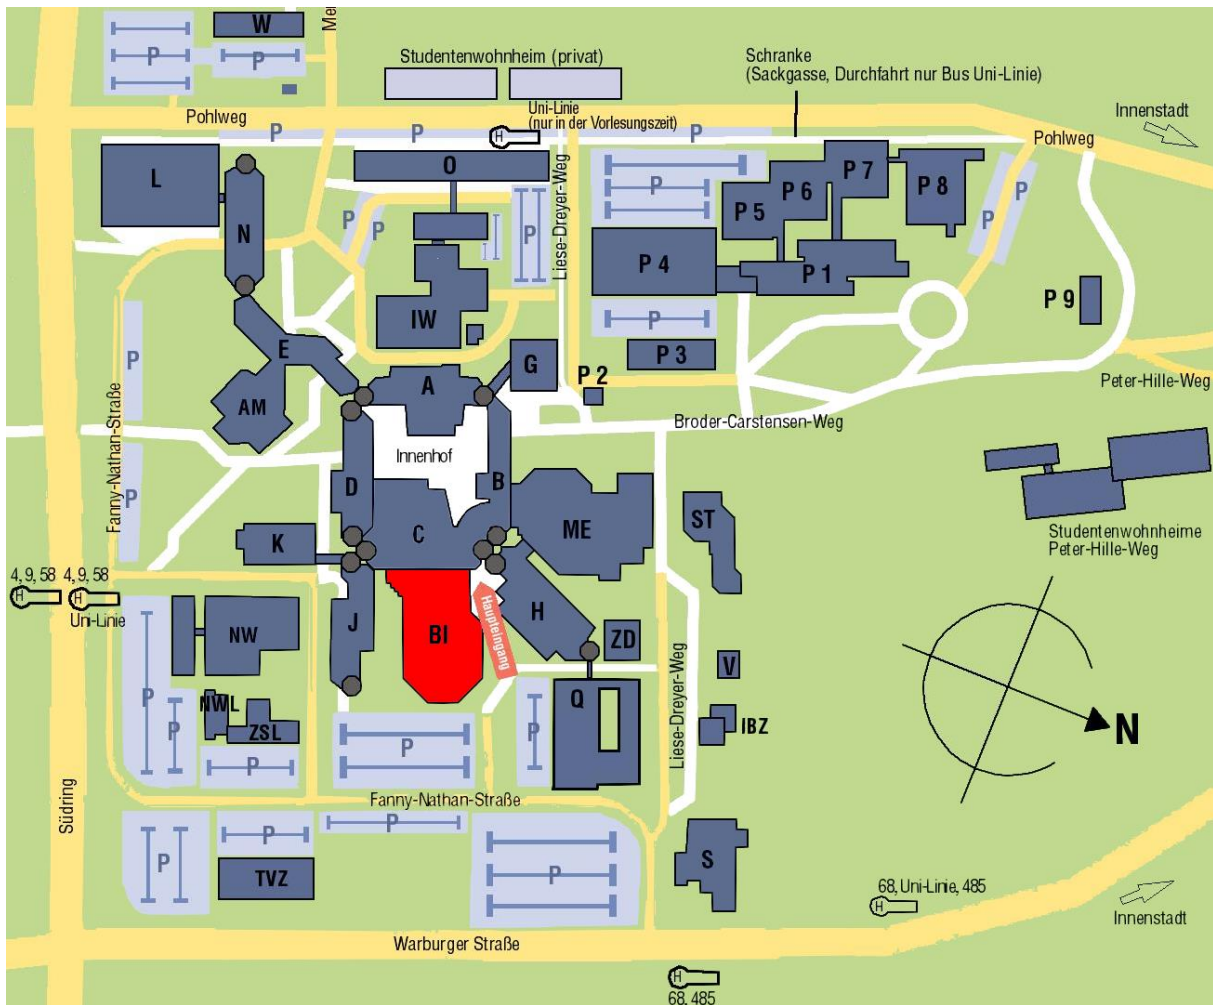 W
Mer
P
P
Studentenwohnheim (privat)
Schranke
(Sackgasse, Durchfahrt nur Bus Uni-Linie)
Innenstadt
Pohlweg
Uni-Linie
(nur in der Vorlesungszeit)
H
P
P
P
Pohlweg
L
O
N
P
P
P
Liese-Dreyer-Weg
P
P 5
P 6
P 7
P 8
P
P
P 4
P 1
P 9
IW
P
P 3
E
G
A
P 2
AM
P
Fanny-Nathan-Straße
Peter-Hille-Weg
Broder-Carstensen-Weg
Innenhof
D
B
C
P
K
ME
ST
Studentenwohnheime
Peter-Hille-Weg
4, 9, 58
4, 9, 58
H
H
Uni-Linie
P
NW
J
BI
Haupteingang
H
ZD
V
Liese-Dreyer-Weg
NWL
ZSL
P
P
P
P
Q
IBZ
N
Südring
Fanny-Nathan-Straße
P
P
P
P
TVZ
S
68, Uni-Linie, 485
H
Innenstadt
Warburger Straße
H
68, 485